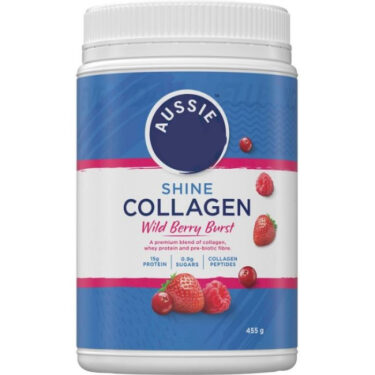 AUSSIE
™
SHINE
COLLAGEN
Wild Berry Burst
A premium blend of collagen,
whey protein and pre-biotic fibre.
15g PROTEIN
0.9g SUGARS
COLLAGEN PEPTIDES
455 g